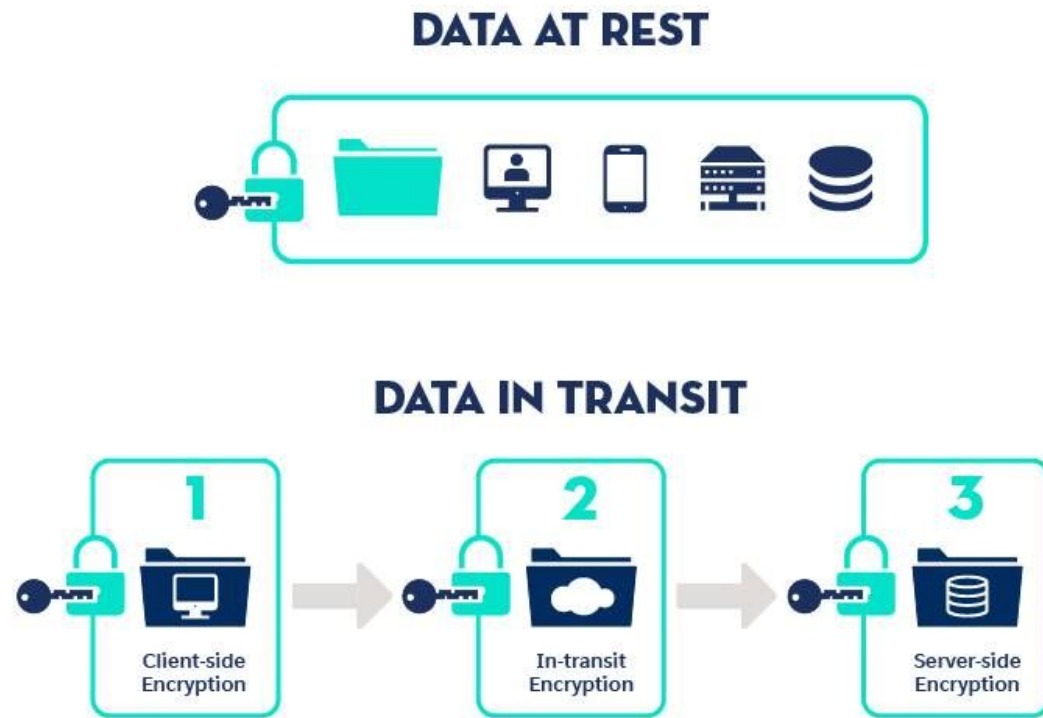 DATA AT REST
DATA IN TRANSIT
1
2
3
Client-side
Encryption
In-transit
Encryption
Server-side
Encryption